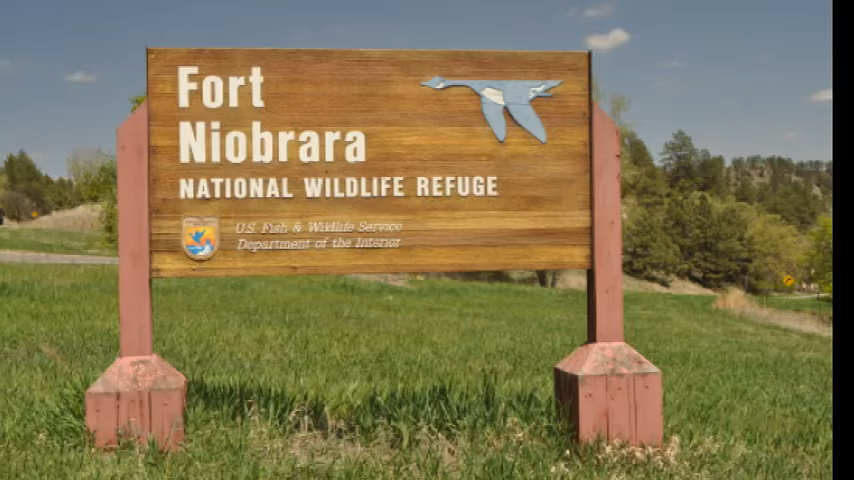 Fort
Niobrara
NATIONAL WILDLIFE REFUGE
U.S. Fish & Wildlife Service
Department of the Interior